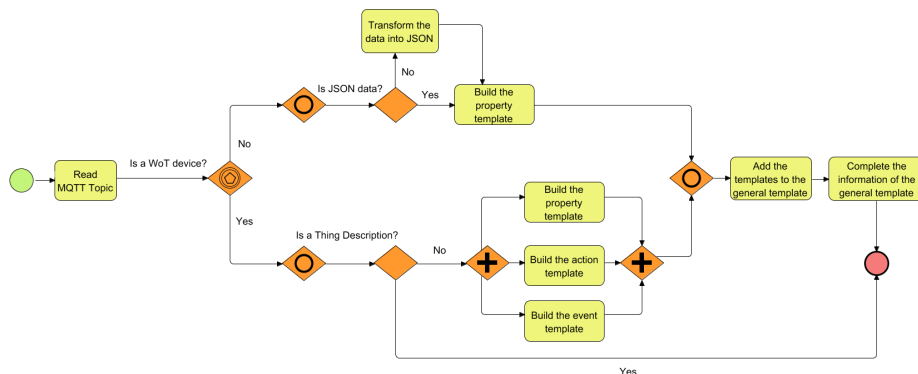 Transform the
data into JSON
No
Is JSON data?
Yes
Build the
property
template
No
Is a WoT device?
Read
MQTT Topic
Add the
templates to the
general template
Complete the
information of the
general template
Build the
property
template
Yes
Is a Thing Description?
No
Build the action
template
Build the event
template
Yes